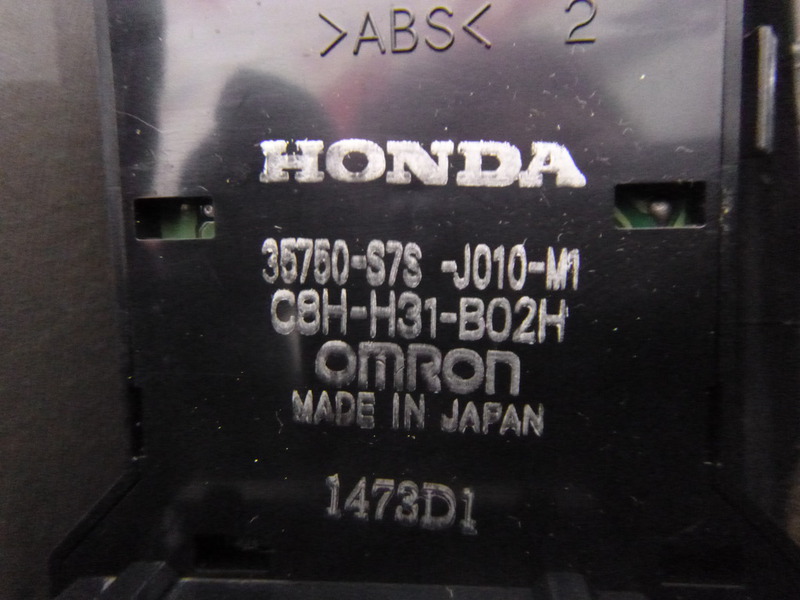 >ABS< 2
HONDA
35750-S7S -J010-M1
C8H-H31-B02H
OMRON
MADE IN JAPAN
1473D1